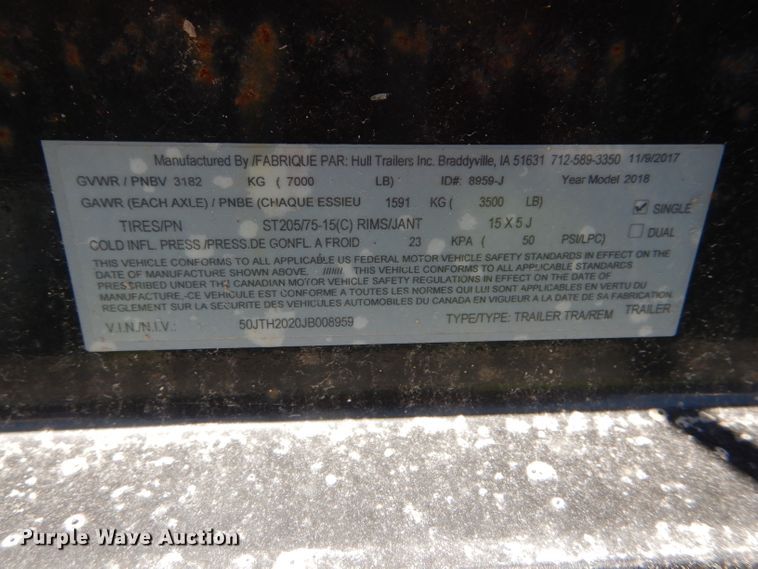 Manufactured By /FABRIQUE PAR: Hull Trailers Inc. Braddyville, IA 51631 712-589-3350 11/9/2017
GVWR / PNBV 3182 KG ( 7000 LB) ID# 8959-J Year Model 2018
GAWR (EACH AXLE) / PNBE (CHAQUE ESSIEU 1591 KG ( 3500 LB) SINGLE
TIRES/PN ST205/75-15(C) RIMS/JANT 15 X 5 J DUAL
COLD INFL. PRESS./PRESS.DE GONFL. A FROID 23 KPA ( 50 PSI/LPC)
THIS VEHICLE CONFORMS TO ALL APPLICABLE US FEDERAL MOTOR VEHICLE SAFETY STANDARDS IN EFFECT ON THE
DATE OF MANUFACTURE SHOWN ABOVE. /////// THIS VEHICLE CONFORMS TO ALL APPLICABLE STANDARDS
PRESCRIBED UNDER THE CANADIAN MOTOR VEHICLE SAFETY REGULATIONS IN EFFECT ON THE DATE OF
MANUFACTURE.-CE VEHICLE EST CONFORME A TOUTES LES NORMES QUI LUI SONT APPLICABLES EN VERTU DU
REGLEMENT SUR LA SECURITE DES VEHICULES AUTOMOBILES DU CANADA EN VIGUEUR A LA DATE DE SA FABRICATION
V.I.N./N.I.V.: 50JTH2020JB008959 TYPE/TYPE: TRAILER TRA/REM TRAILER
Purple Wave Auction